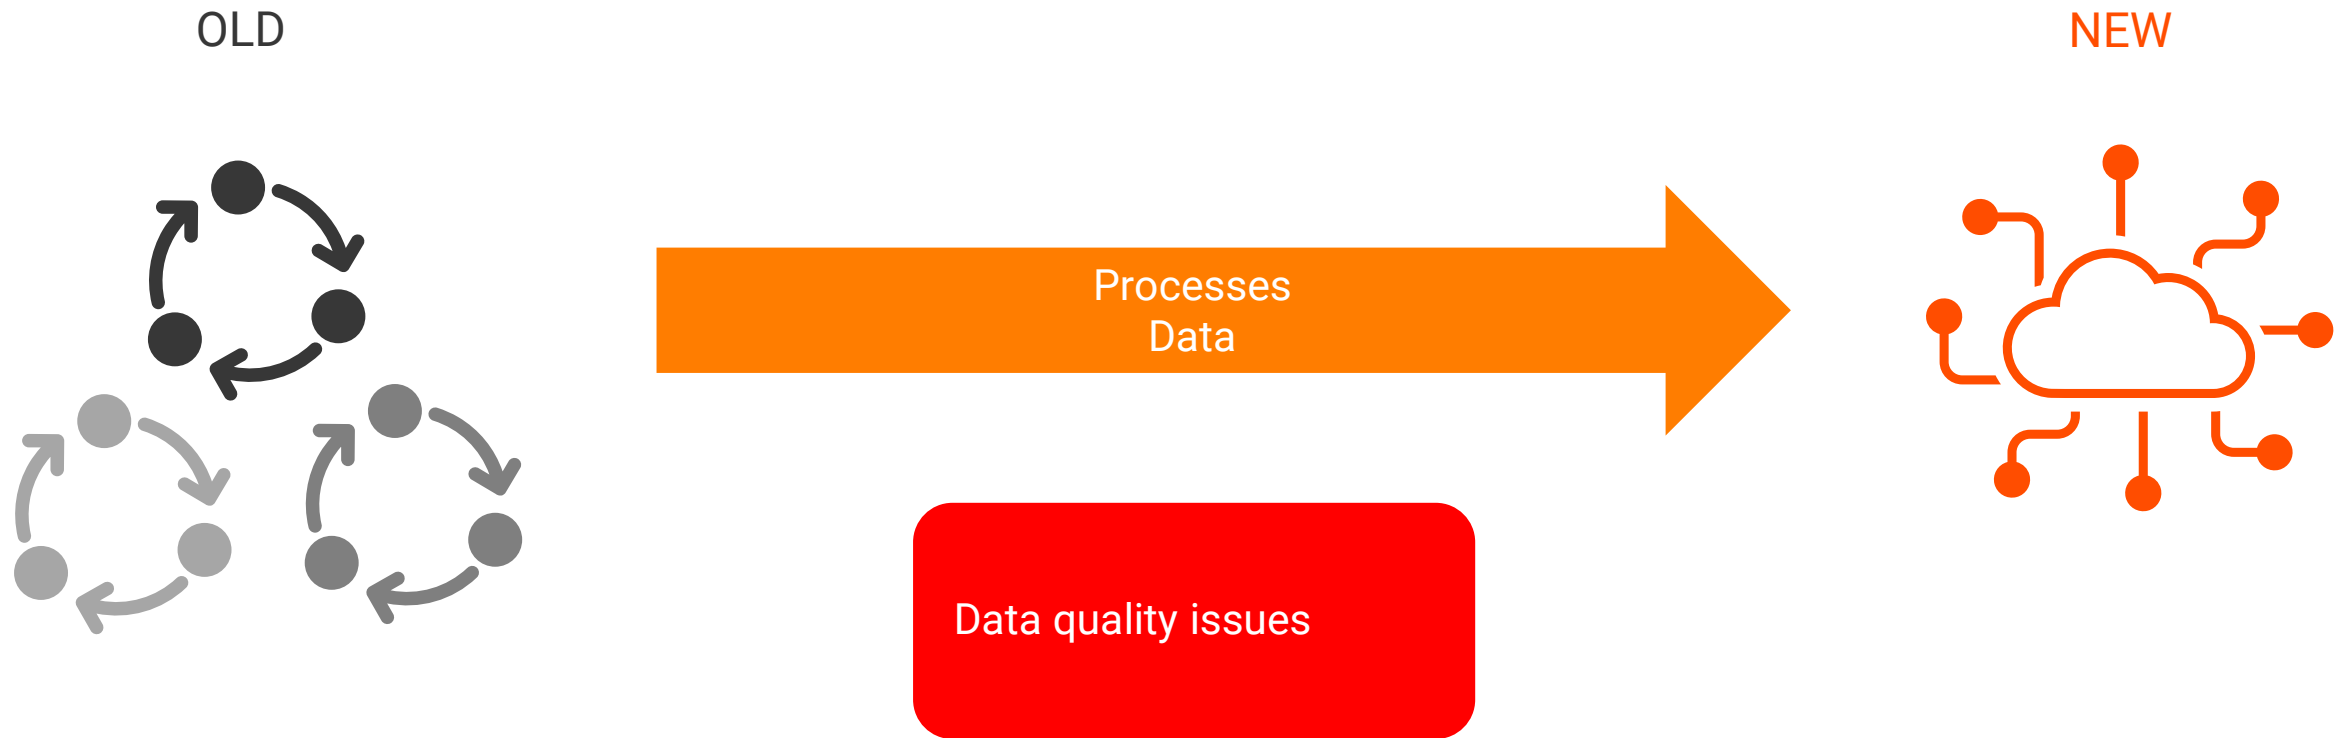 OLD
NEW
Processes
Data
Data quality issues